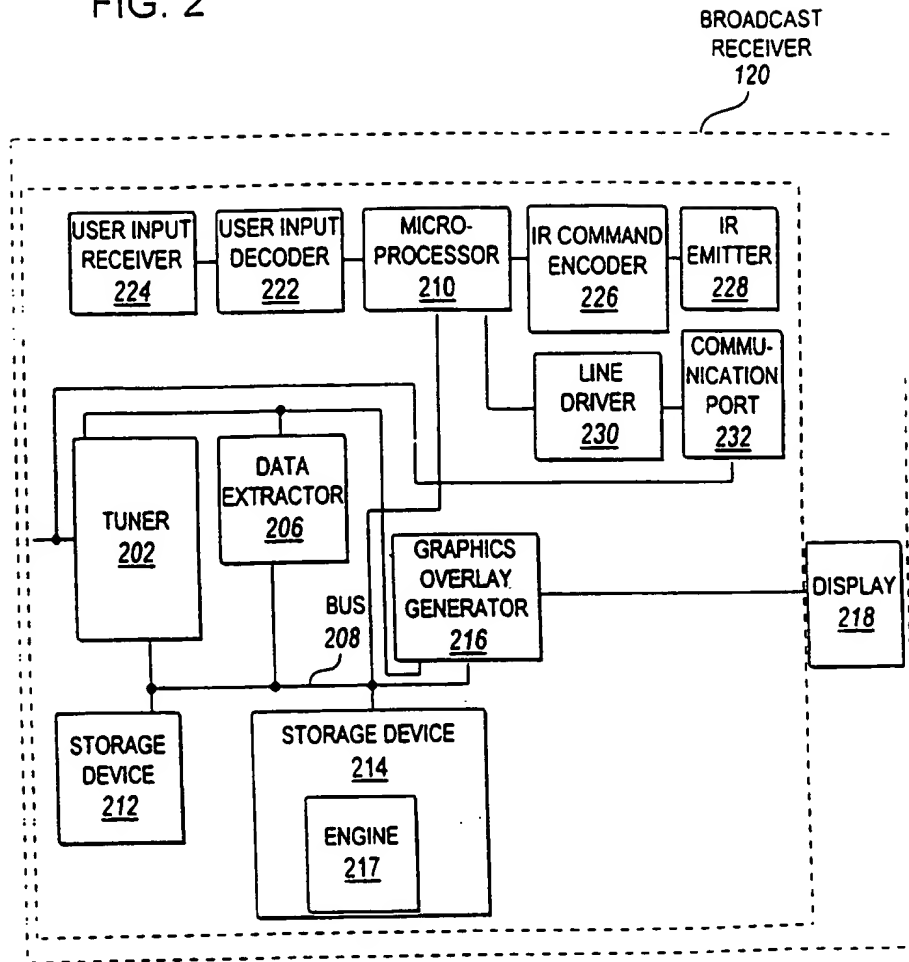 FIG. 2
BROADCAST
RECEIVER
120
USER INPUT
RECEIVER
224
USER INPUT
DECODER
222
MICRO-
PROCESSOR
210
IR COMMAND
ENCODER
226
IR
EMITTER
228
LINE
DRIVER
230
COMMU-
NICATION
PORT
232
TUNER
202
DATA
EXTRACTOR
206
GRAPHICS
OVERLAY
GENERATOR
216
DISPLAY
218
BUS
208
STORAGE
DEVICE
212
STORAGE DEVICE
214
ENGINE
217